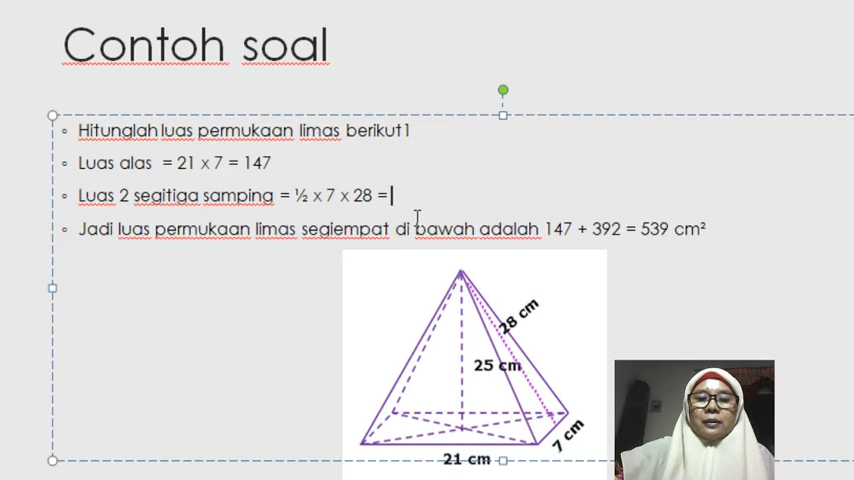 Contoh soal
◦ Hitunglah luas permukaan limas berikut1
◦ Luas alas = 21 x 7 = 147
◦ Luas 2 segitiga samping = ½ x 7 x 28 =
◦ Jadi luas permukaan limas segiempat di bawah adalah 147 + 392 = 539 cm²
28 cm
25 cm
7 cm
21 cm